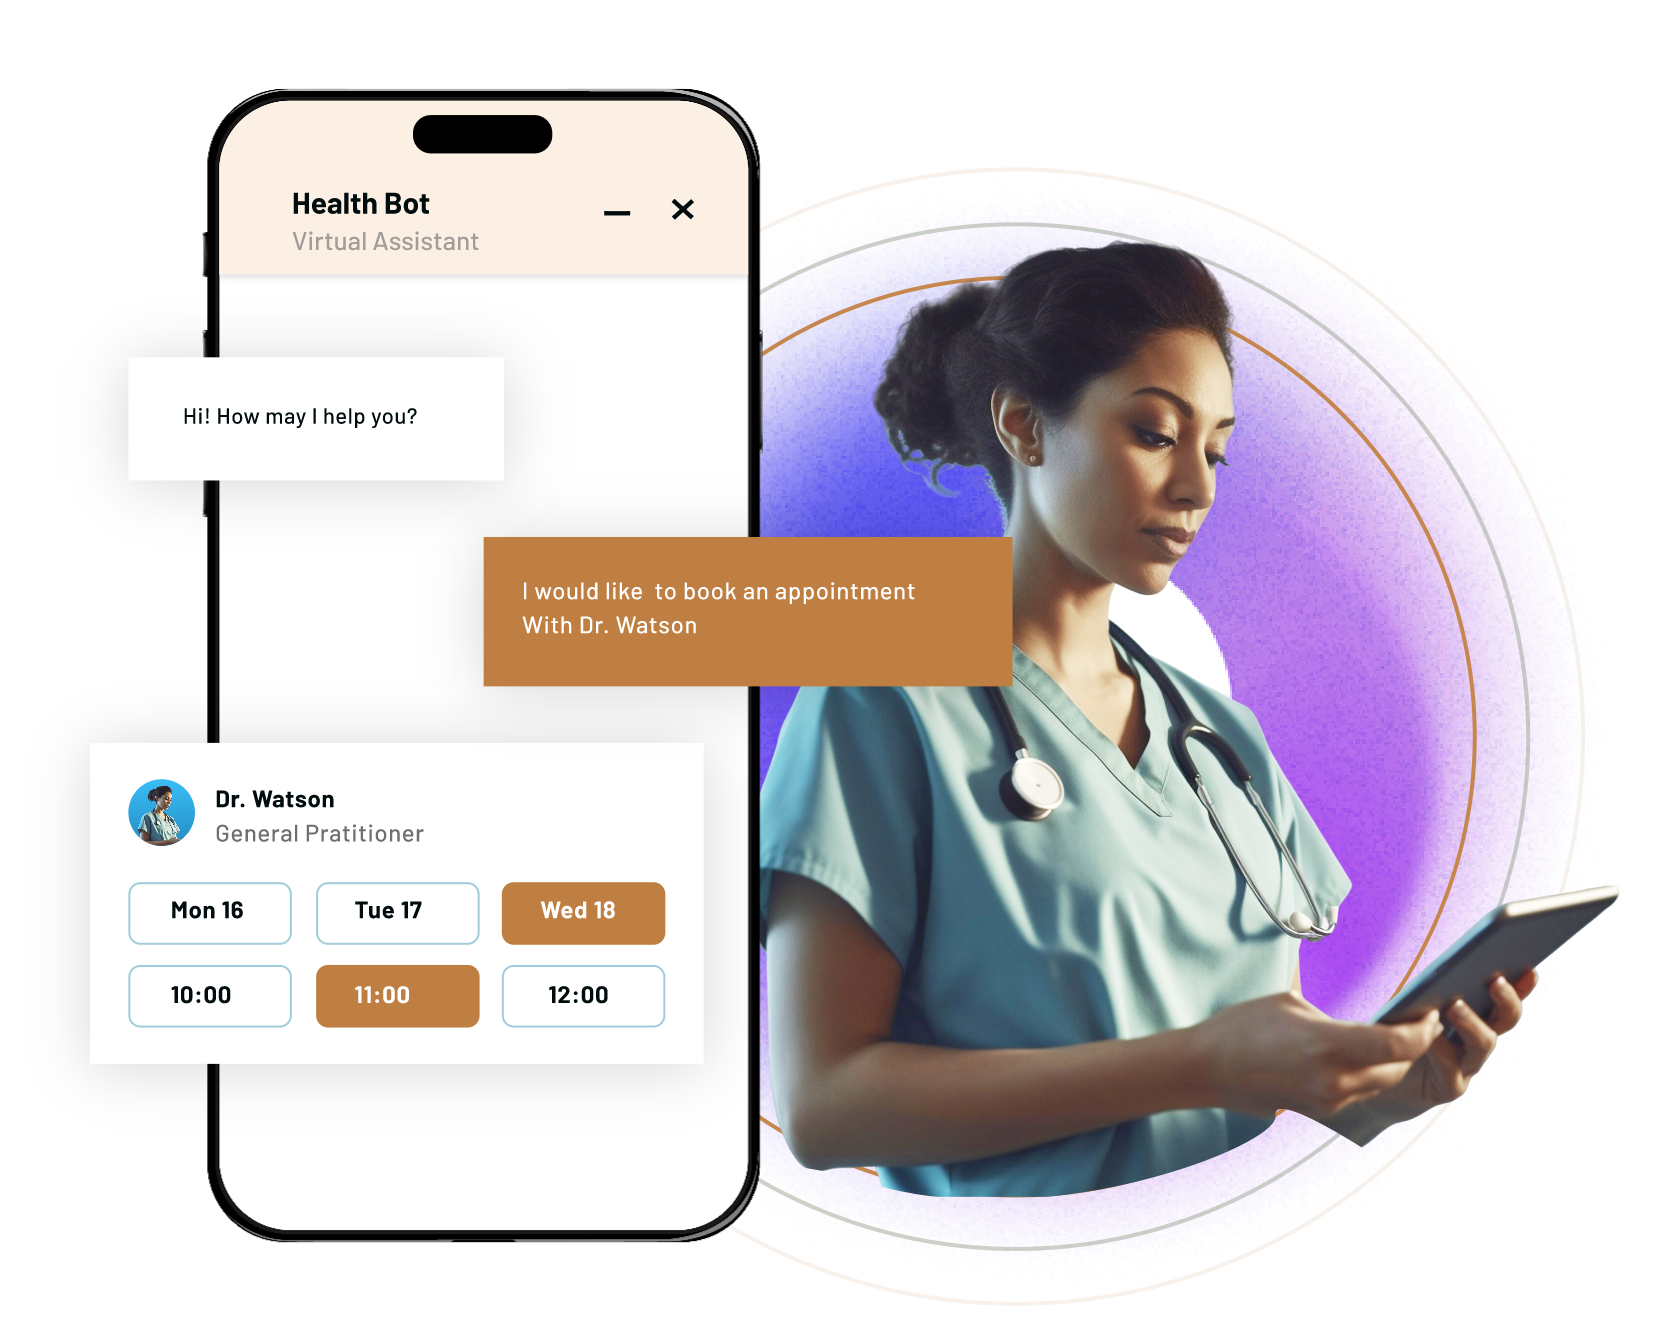 Health Bot
Virtual Assistant
Hi! How may I help you?
I would like  to book an appointment
With Dr. Watson
Dr. Watson
General Pratitioner
Mon 16
Tue 17
Wed 18
10:00
11:00
12:00